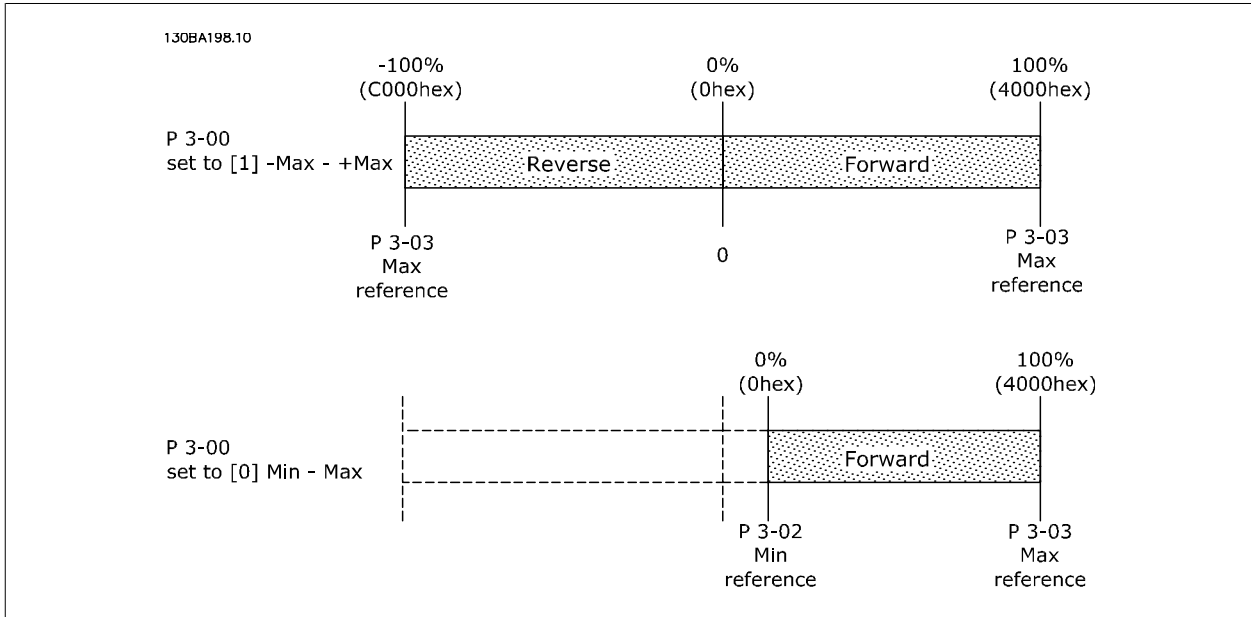 130BA198.10
-100%
(C000hex)
0%
(0hex)
100%
(4000hex)
P 3-00
set to [1] -Max - +Max
Reverse
Forward
P 3-03
Max
reference
0
P 3-03
Max
reference
0%
(0hex)
100%
(4000hex)
P 3-00
set to [0] Min - Max
Forward
P 3-02
Min
reference
P 3-03
Max
reference